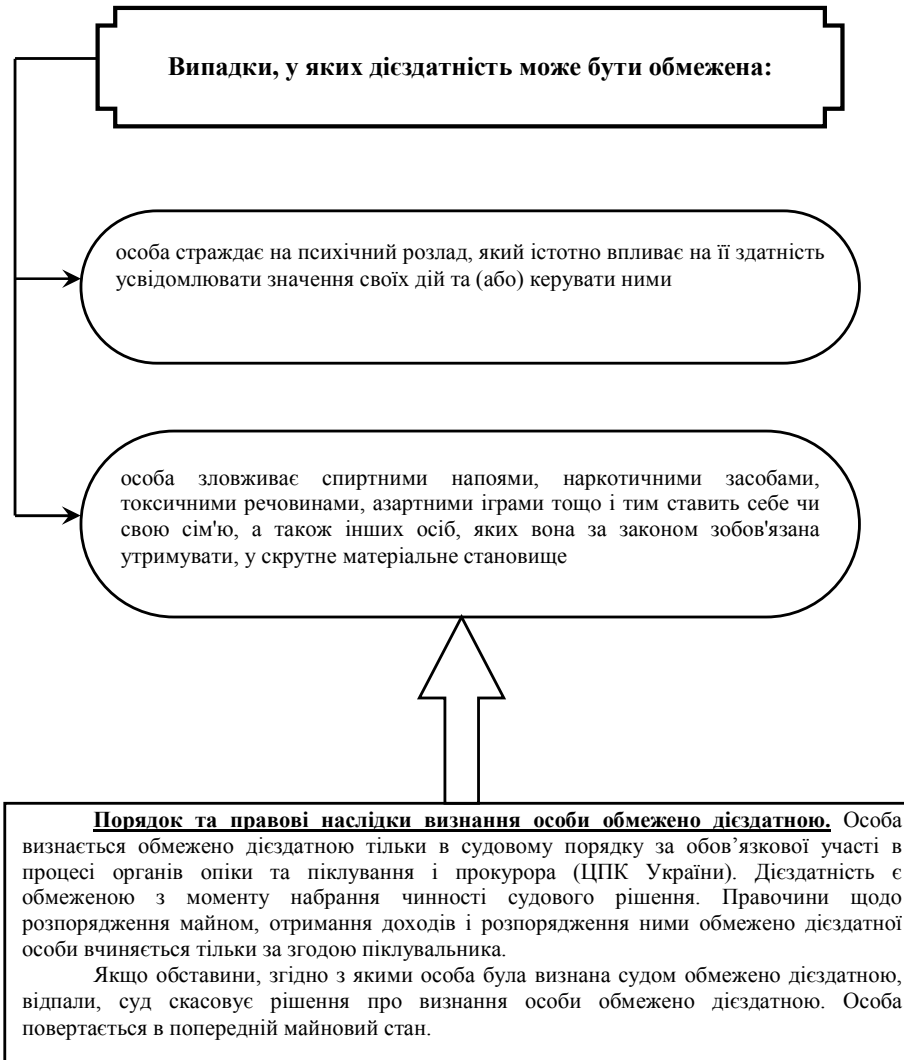 Випадки, у яких дієздатність може бути обмежена:
особа страждає на психічний розлад, який істотно впливає на її здатність
усвідомлювати значення своїх дій та (або) керувати ними
особа зловживає спиртними напоями, наркотичними засобами,
токсичними речовинами, азартними іграми тощо і тим ставить себе чи
свою сім'ю, а також інших осіб, яких вона за законом зобов'язана
утримувати, у скрутне матеріальне становище
Порядок та правові наслідки визнання особи обмежено дієздатною. Особа
визнається обмежено дієздатною тільки в судовому порядку за обов’язкової участі в
процесі органів опіки та піклування і прокурора (ЦПК України). Дієздатність є
обмеженою з моменту набрання чинності судового рішення. Правочини щодо
розпорядження майном, отримання доходів і розпорядження ними обмежено дієздатної
особи вчиняється тільки за згодою піклувальника.
Якщо обставини, згідно з якими особа була визнана судом обмежено дієздатною,
відпали, суд скасовує рішення про визнання особи обмежено дієздатною. Особа
повертається в попередній майновий стан.